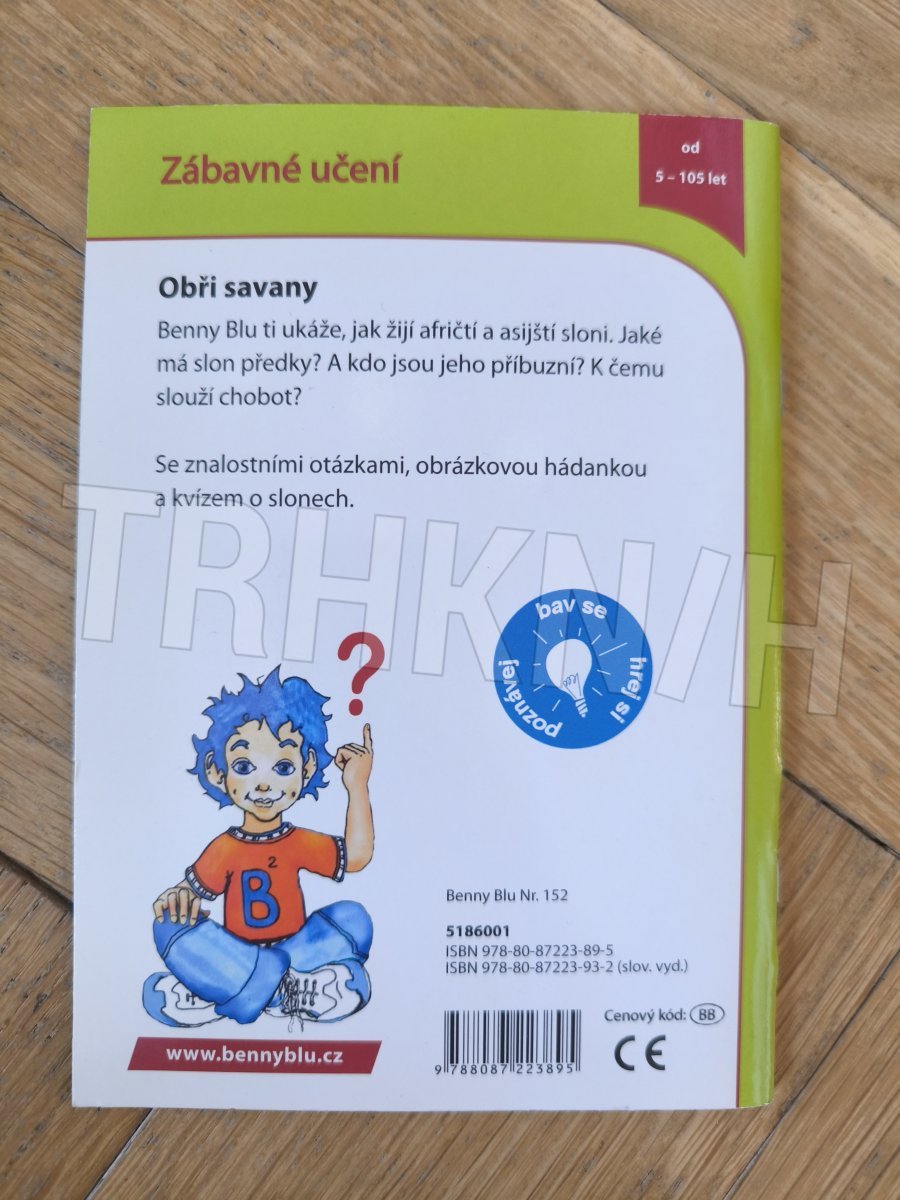 Zábavné učení
od
5 – 105 let
Obři savany
Benny Blu ti ukáže, jak žijí afričtí a asijští sloni. Jaké
má slon předky? A kdo jsou jeho příbuzní? K čemu
slouží chobot?
Se znalostními otázkami, obrázkovou hádankou
a kvízem o slonech.
TRHKNIH
bav se
hřej si
poznávej
?
B²
Benny Blu Nr. 152
5186001
ISBN 978-80-87223-89-5
ISBN 978-80-87223-93-2 (slov. vyd.)
Cenový kód: BB
CE
9 788087 223895
www.bennyblu.cz